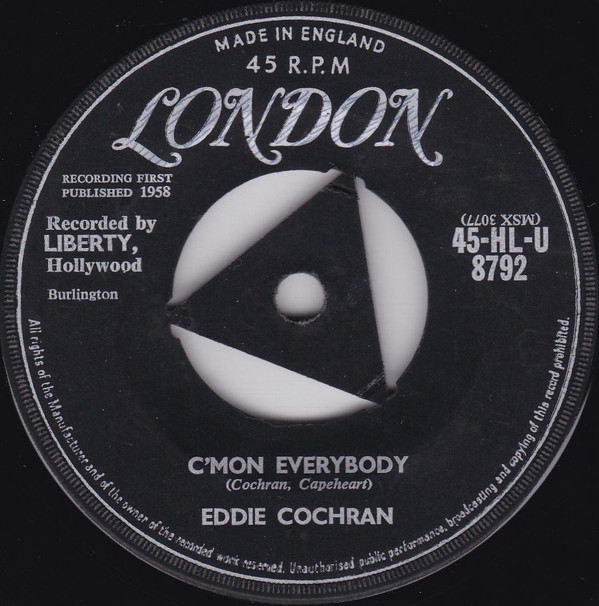 MADE IN ENGLAND
45 R.P.M
LONDON
RECORDING FIRST
PUBLISHED 1958
Recorded by
LIBERTY,
Hollywood
Burlington
(MSX 3077)
45-HL-U
8792
C'MON EVERYBODY
(Cochran, Capeheart)
EDDIE COCHRAN
All rights of the Manufacturer and of the owner of the recorded work reserved. Unauthorised public performance, broadcasting and copying of this record prohibited.